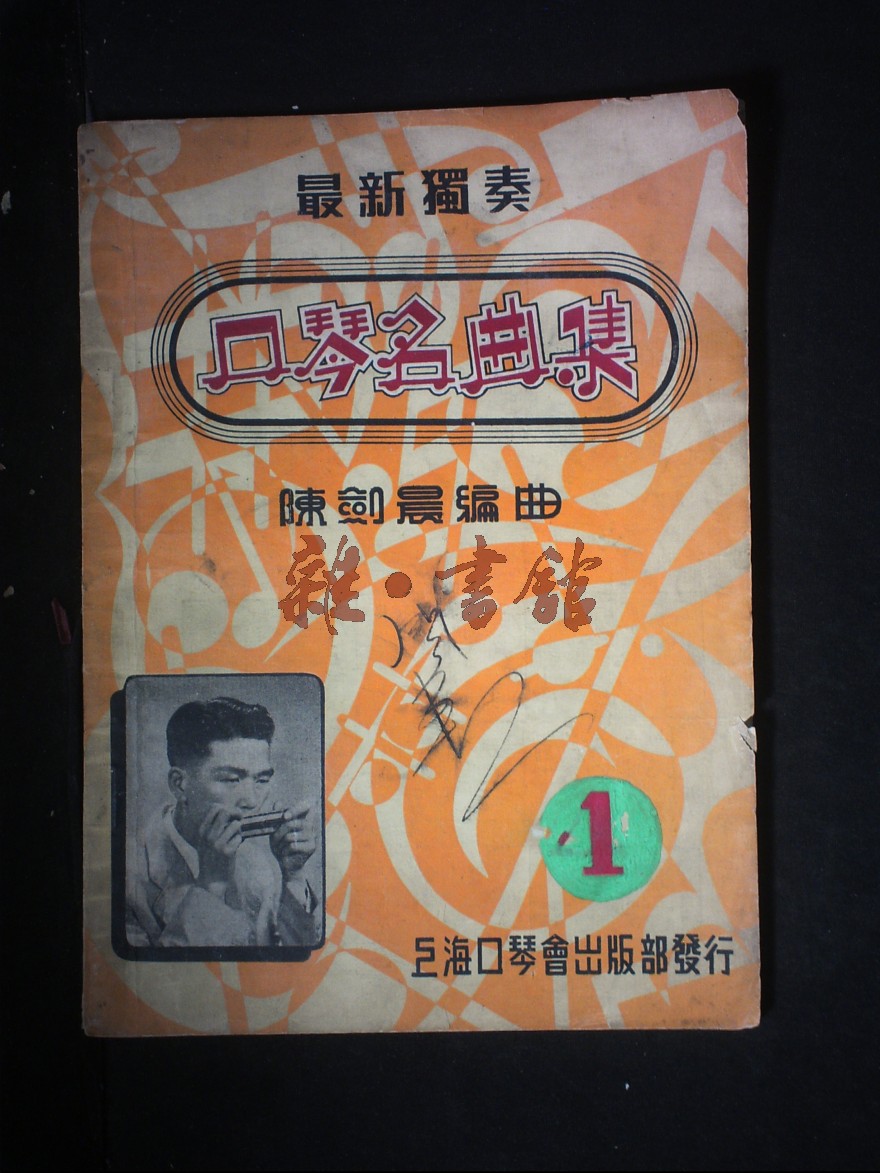 最新獨奏
口琴名曲集
陳劍晨編曲
雜·書館
1
上海口琴會出版部發行